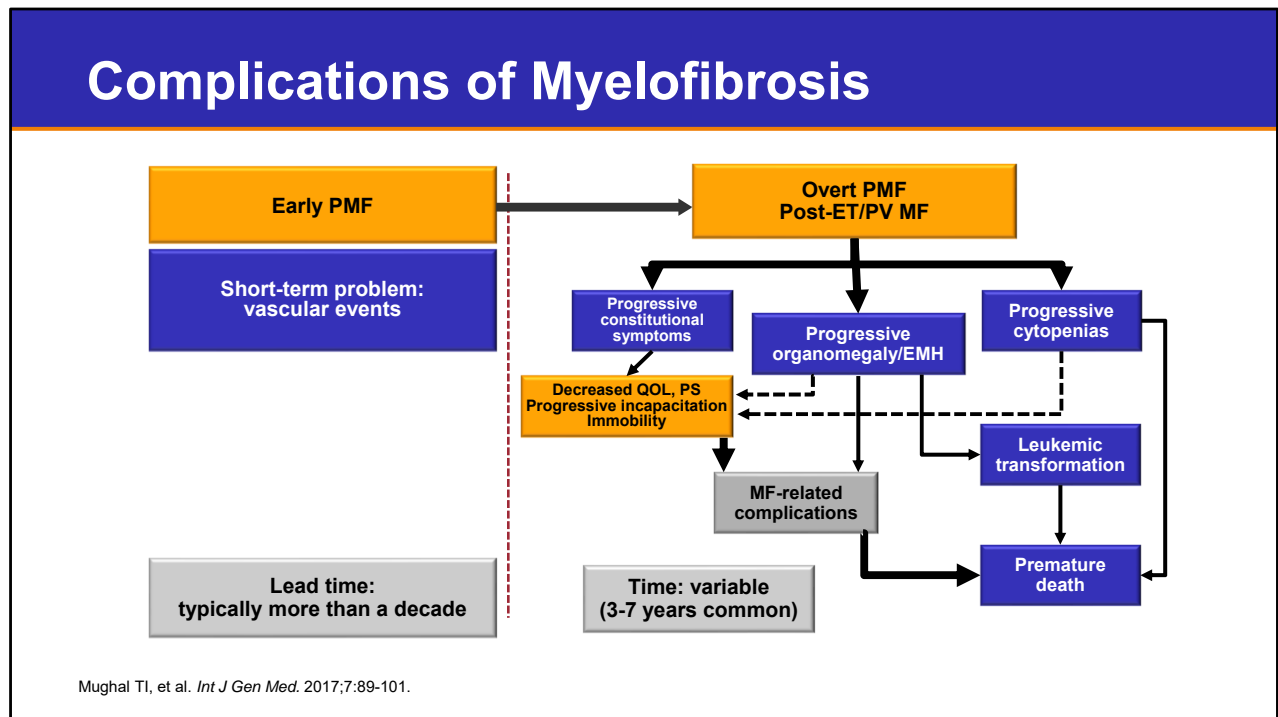 Complications of Myelofibrosis
Early PMF
Overt PMF
Post-ET/PV MF
Short-term problem:
vascular events
Progressive
constitutional
symptoms
Progressive
organomegaly/EMH
Progressive
cytopenias
Decreased QOL, PS
Progressive incapacitation
Immobility
Leukemic
transformation
MF-related
complications
Premature
death
Lead time:
typically more than a decade
Time: variable
(3-7 years common)
Mughal TI, et al. Int J Gen Med. 2017;7:89-101.